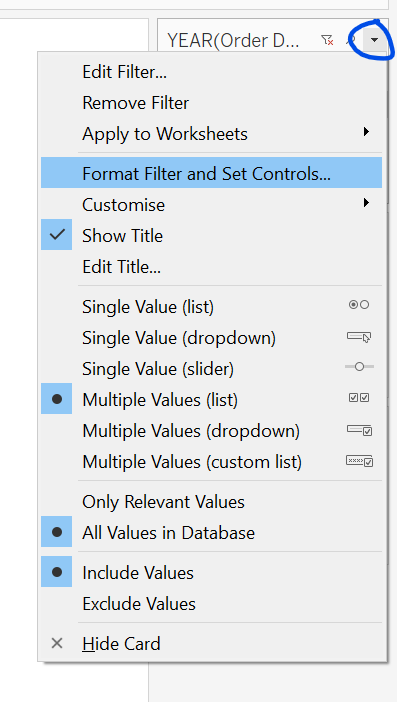 YEAR(Order D...
Edit Filter...
Remove Filter
Apply to Worksheets
Format Filter and Set Controls...
Customise
Show Title
Edit Title...
Single Value (list)
Single Value (dropdown)
Single Value (slider)
Multiple Values (list)
Multiple Values (dropdown)
Multiple Values (custom list)
Only Relevant Values
All Values in Database
Include Values
Exclude Values
Hide Card